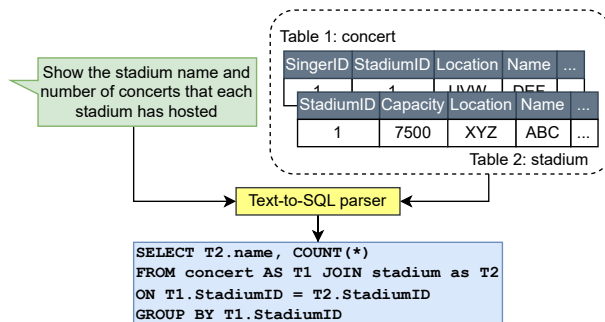 Table 1: concert
SingerID StadiumID Location Name ...
Show the stadium name and
number of concerts that each
stadium has hosted
StadiumID Capacity Location Name ...
1 7500 XYZ ABC ...
Table 2: stadium
Text-to-SQL parser
SELECT T2.name, COUNT(*)
FROM concert AS T1 JOIN stadium as T2
ON T1.StadiumID = T2.StadiumID
GROUP BY T1.StadiumID